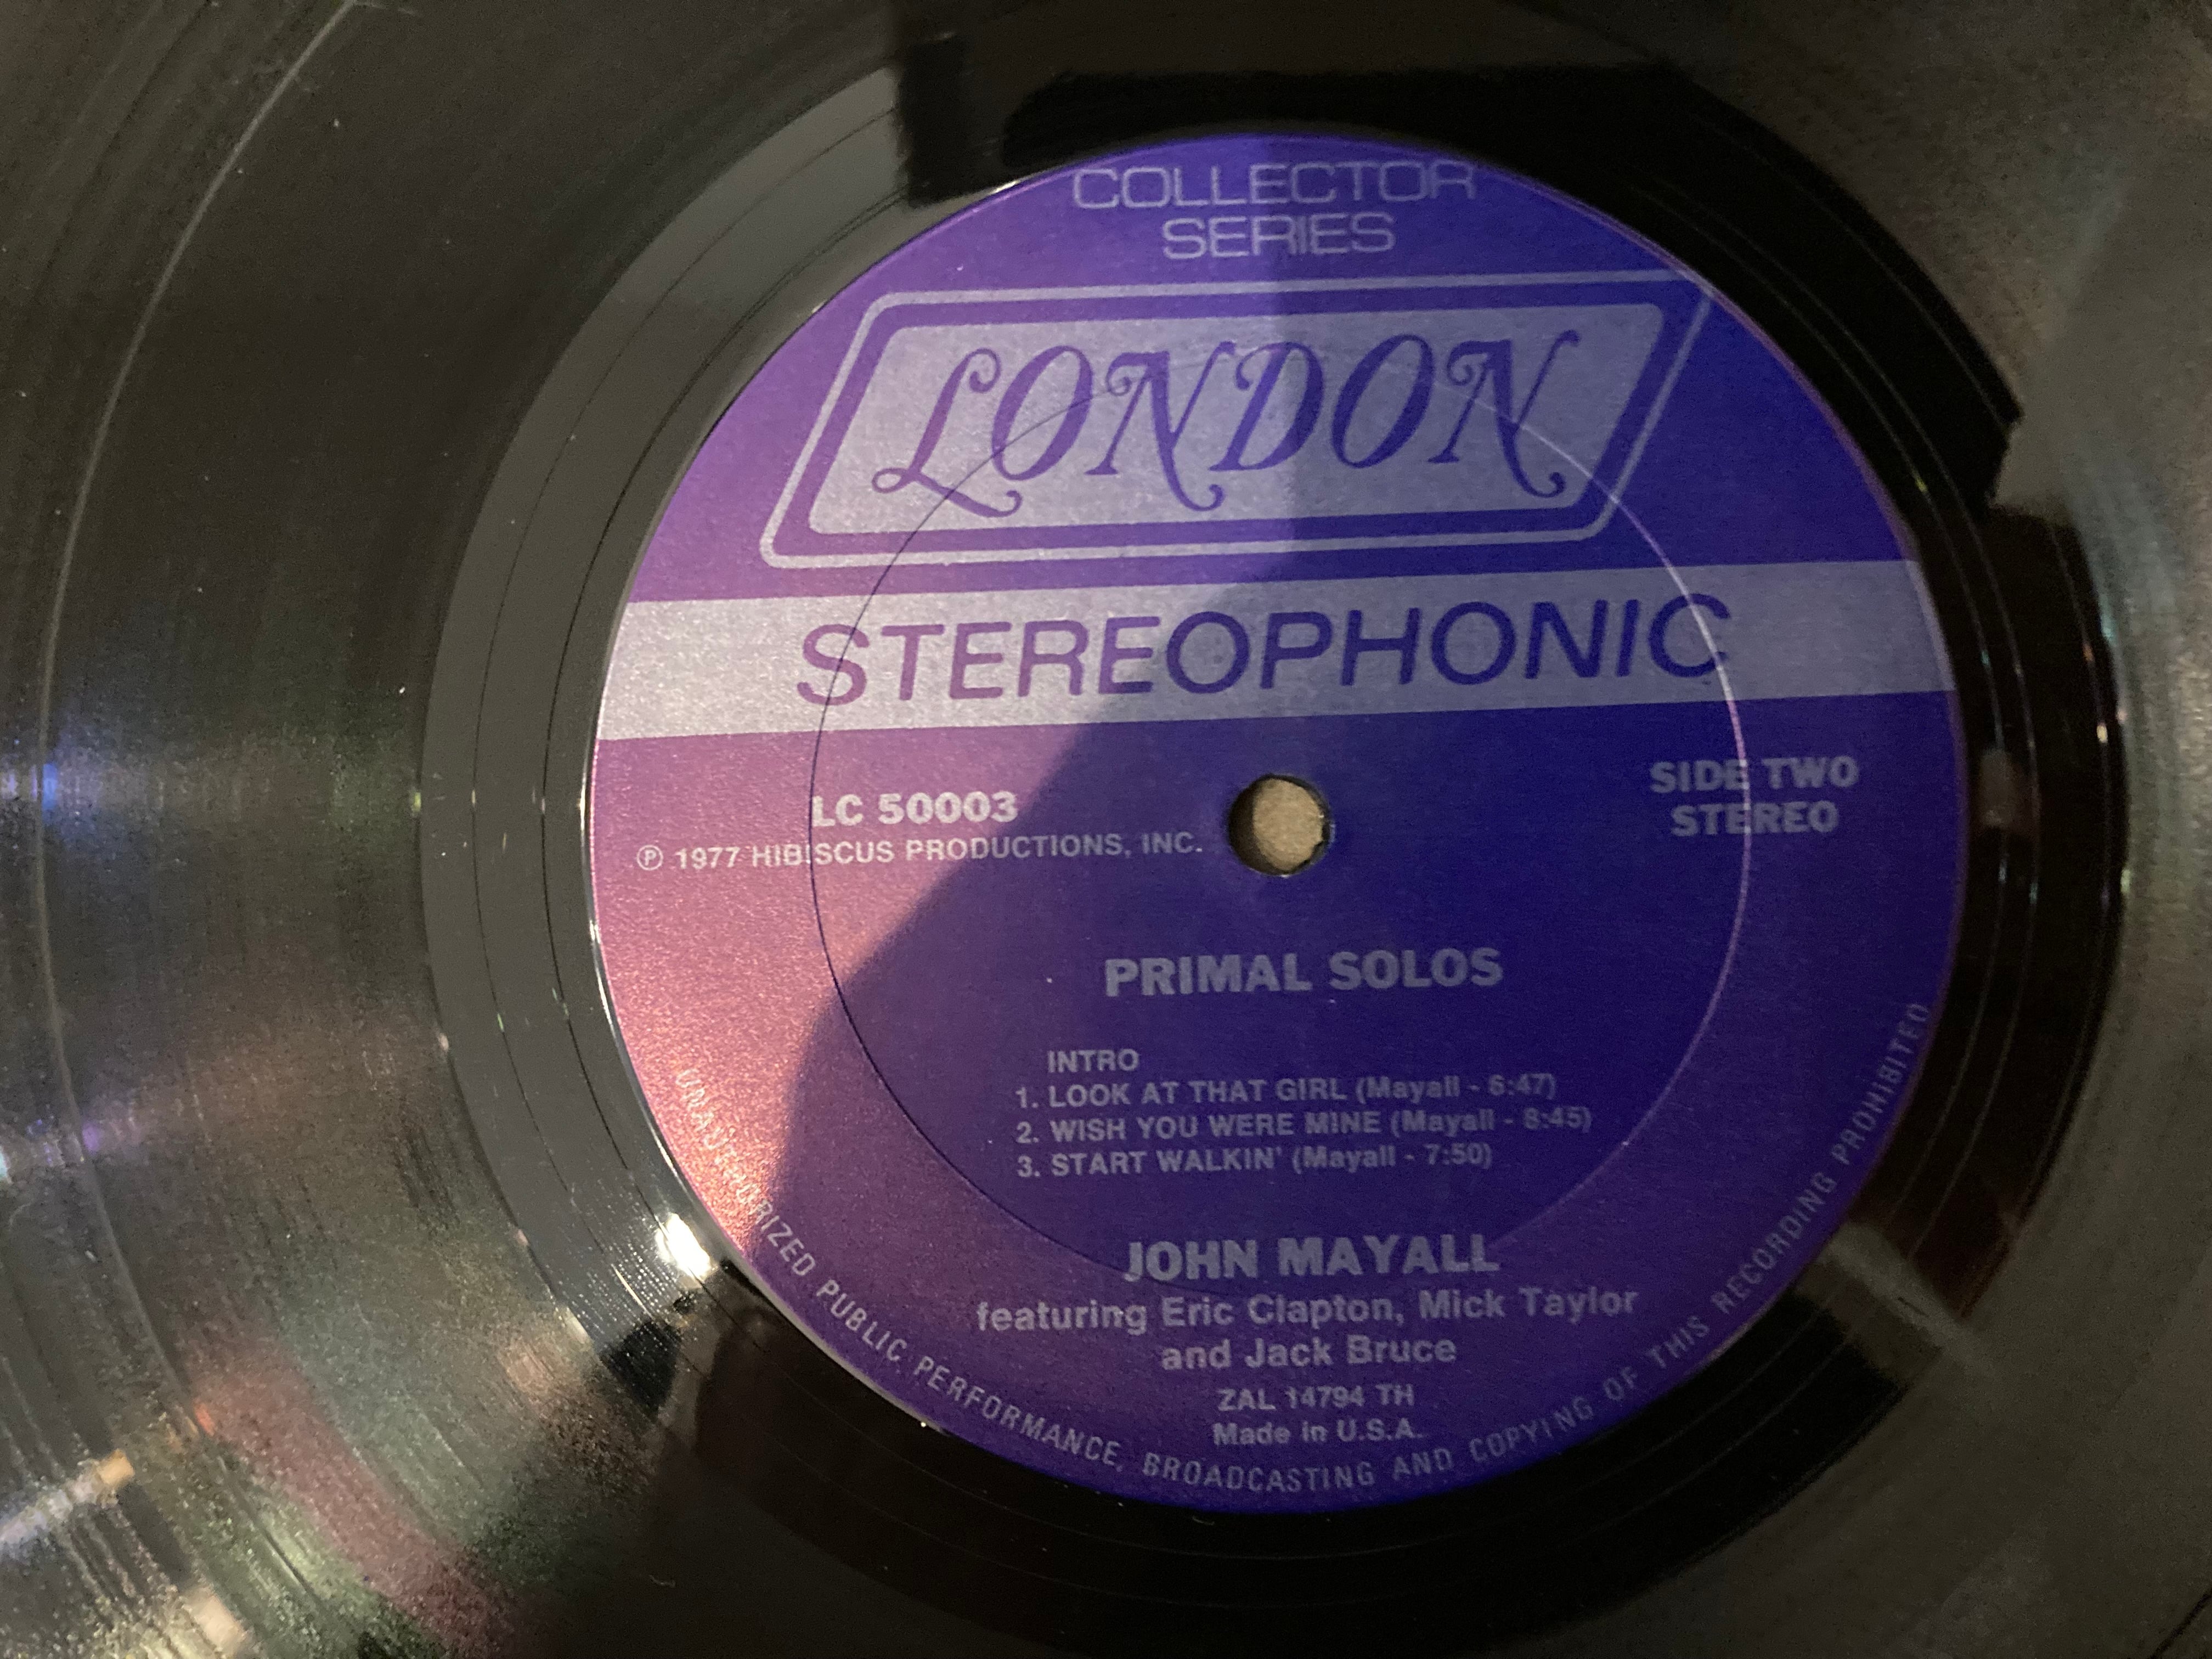 COLLECTOR
SERIES
LONDON
STEREOPHONIC
LC 50003
℗ 1977 HIBISCUS PRODUCTIONS, INC.
SIDE TWO
STEREO
PRIMAL SOLOS
INTRO
1. LOOK AT THAT GIRL (Mayall - 6:47)
2. WISH YOU WERE MINE (Mayall - 8:45)
3. START WALKIN' (Mayall - 7:50)
JOHN MAYALL
featuring Eric Clapton, Mick Taylor
and Jack Bruce
ZAL 14794 TH
Made in U.S.A.
UNAUTHORIZED PUBLIC PERFORMANCE, BROADCASTING AND COPYING OF THIS RECORDING PROHIBITED